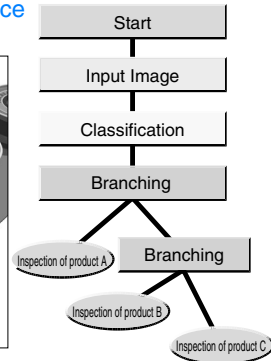 ce
Start
Input Image
Classification
Branching
Inspection of product A
Branching
Inspection of product B
Inspection of product C